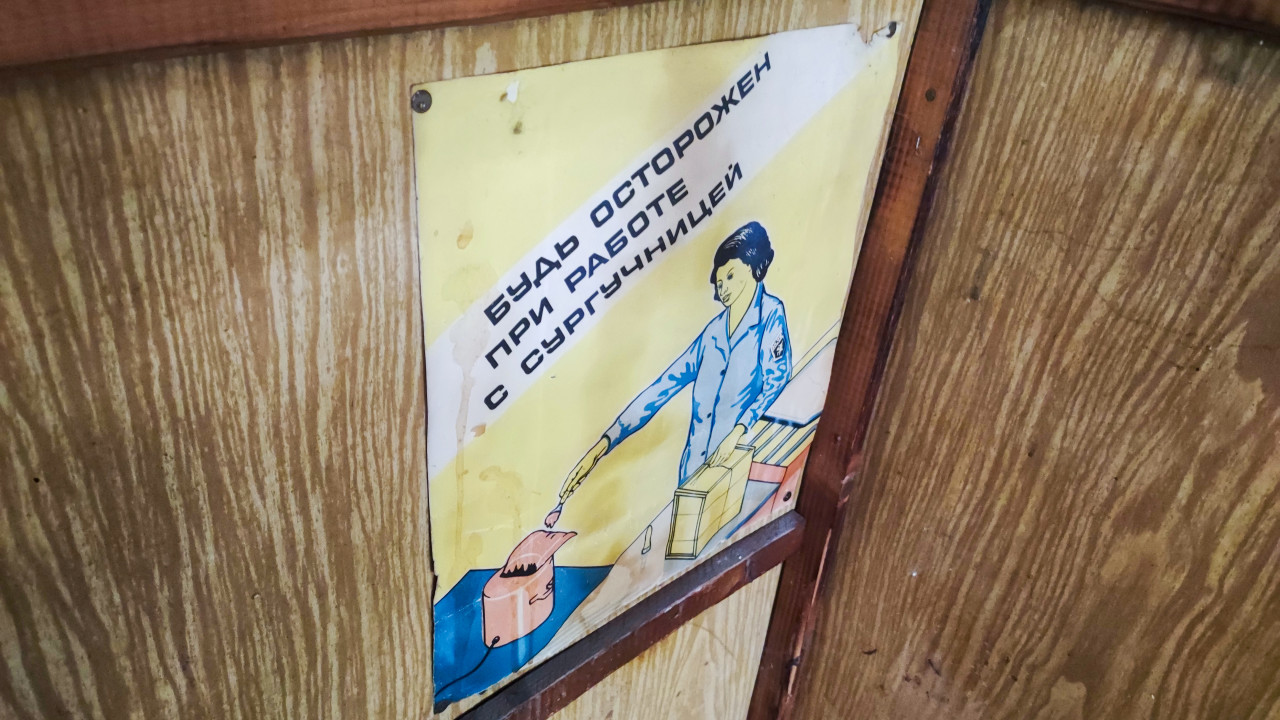 БУДЬ ОСТОРОЖЕН
ПРИ РАБОТЕ
С СУРГУЧНИЦЕЙ